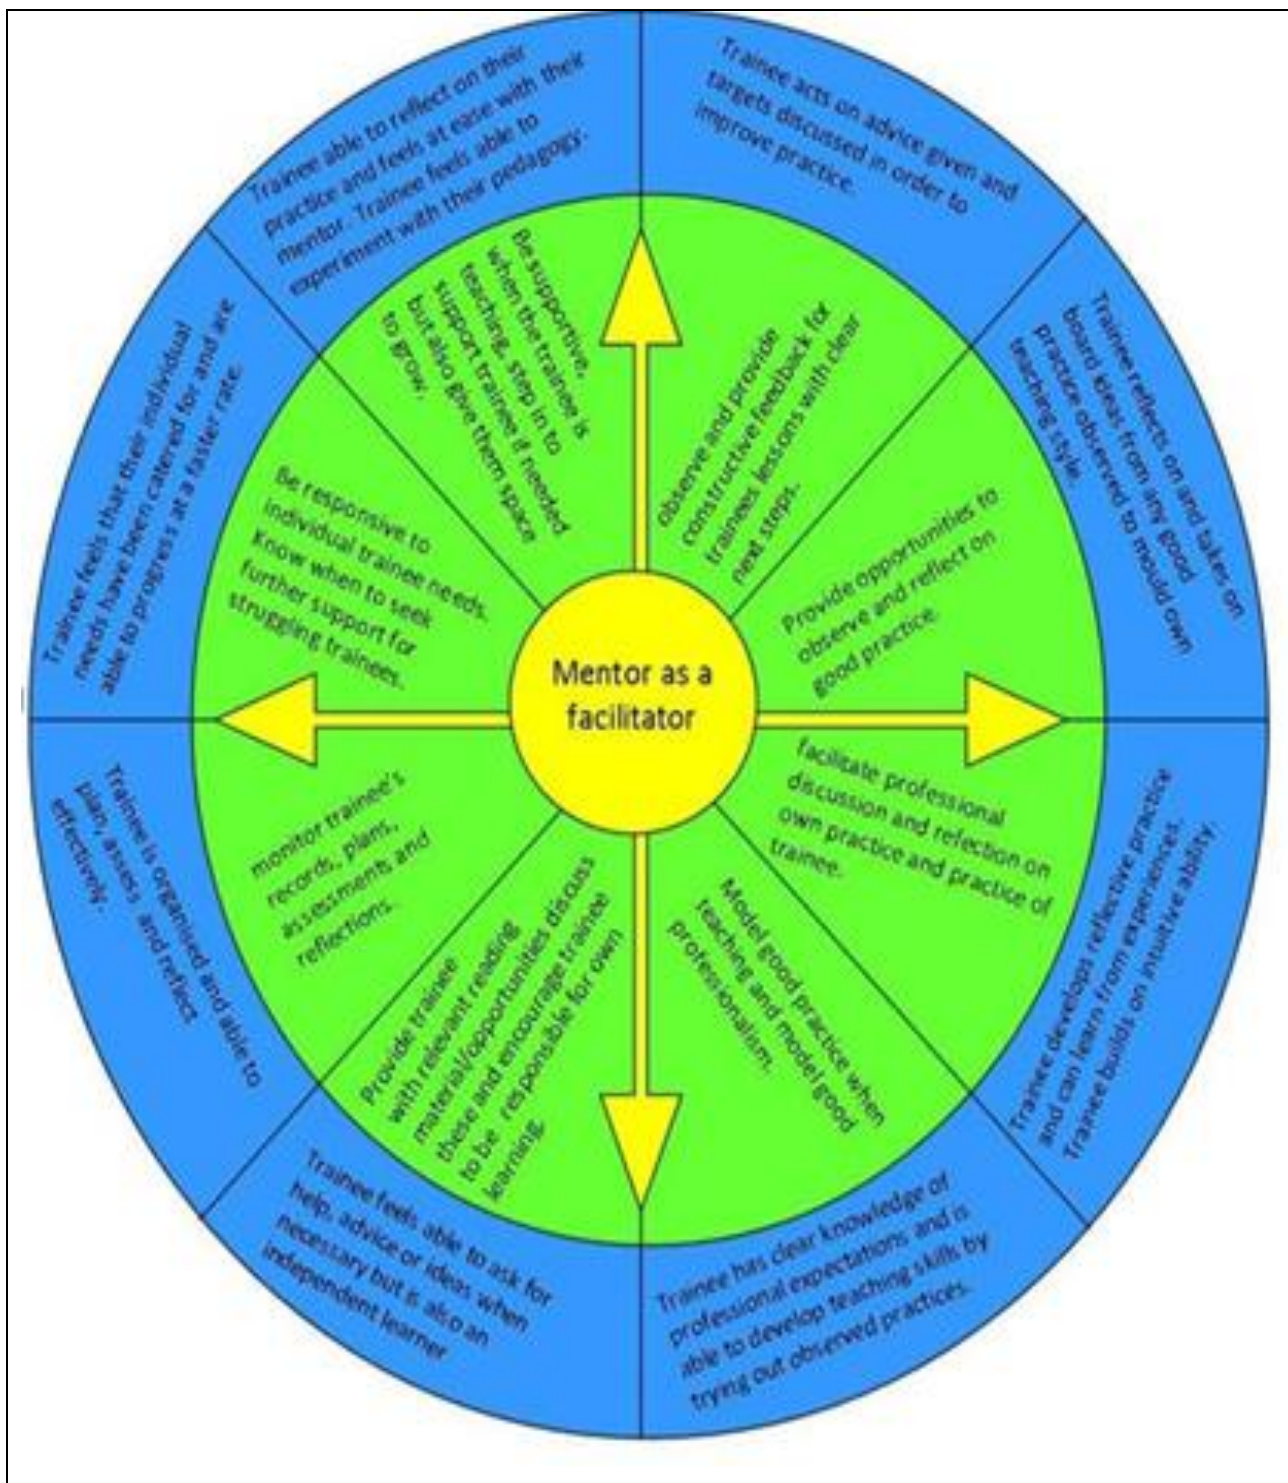 Mentor as a
facilitator
observe and provide
constructive feedback for
trainees lessons with clear
next steps.
Provide opportunities to
observe and reflect on
good practice.
facilitate professional
discussion and reflection on
own practice and practice of
trainee.
Model good practice when
teaching and model good
professionalism.
Provide trainee
with relevant reading
material/opportunities discuss
these and encourage trainee
to be responsible for own
learning.
monitor trainee's
records, plans,
assessments and
reflections.
Be responsive to
individual trainee needs.
Know when to seek
further support for
struggling trainees.
Be supportive,
when the trainee is
teaching, step in to
support trainee if needed
but also give them space
to grow.
Trainee acts on advice given and
targets discussed in order to
improve practice.
Trainee reflects on and takes on
board ideas from any good
practice observed to mould own
teaching style.
Trainee develops reflective practice
and can learn from experiences.
Trainee builds on intuitive ability.
Trainee has clear knowledge of
professional expectations and is
able to develop teaching skills by
trying out observed practices.
Trainee feels able to ask for
help, advice or ideas when
necessary but is also an
independent learner
Trainee is organised and able to
plan, asses and reflect
effectively.
Trainee feels that their individual
needs have been catered for and are
able to progress at a faster rate.
Trainee able to reflect on their
practice and feels at ease with their
mentor. Trainee feels able to
experiment with their pedagogy.